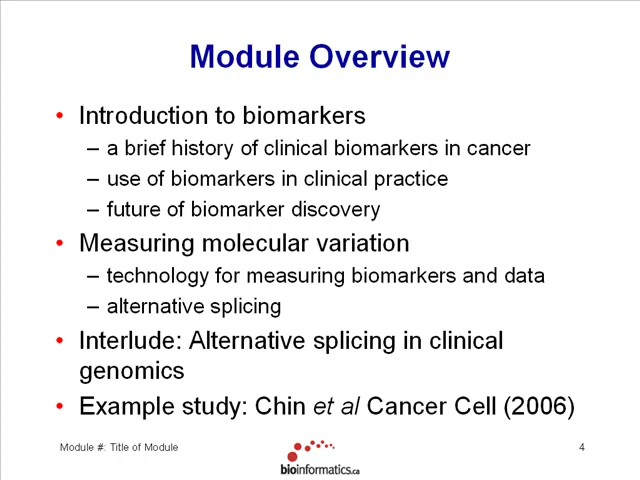 Module Overview
• Introduction to biomarkers
– a brief history of clinical biomarkers in cancer
– use of biomarkers in clinical practice
– future of biomarker discovery
• Measuring molecular variation
– technology for measuring biomarkers and data
– alternative splicing
• Interlude: Alternative splicing in clinical
genomics
• Example study: Chin et al Cancer Cell (2006)
Module #: Title of Module
bioinformatics.ca
4